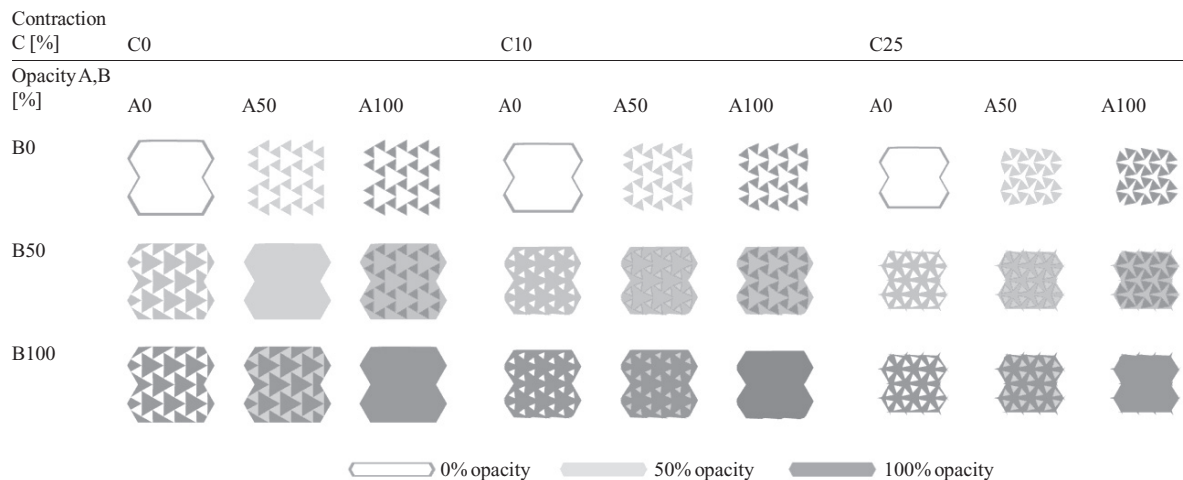 Contraction
C [%] C0 C10 C25
Opacity A,B
[%]
A0 A50 A100 A0 A50 A100 A0 A50 A100
B0
B50
B100
0% opacity 50% opacity 100% opacity